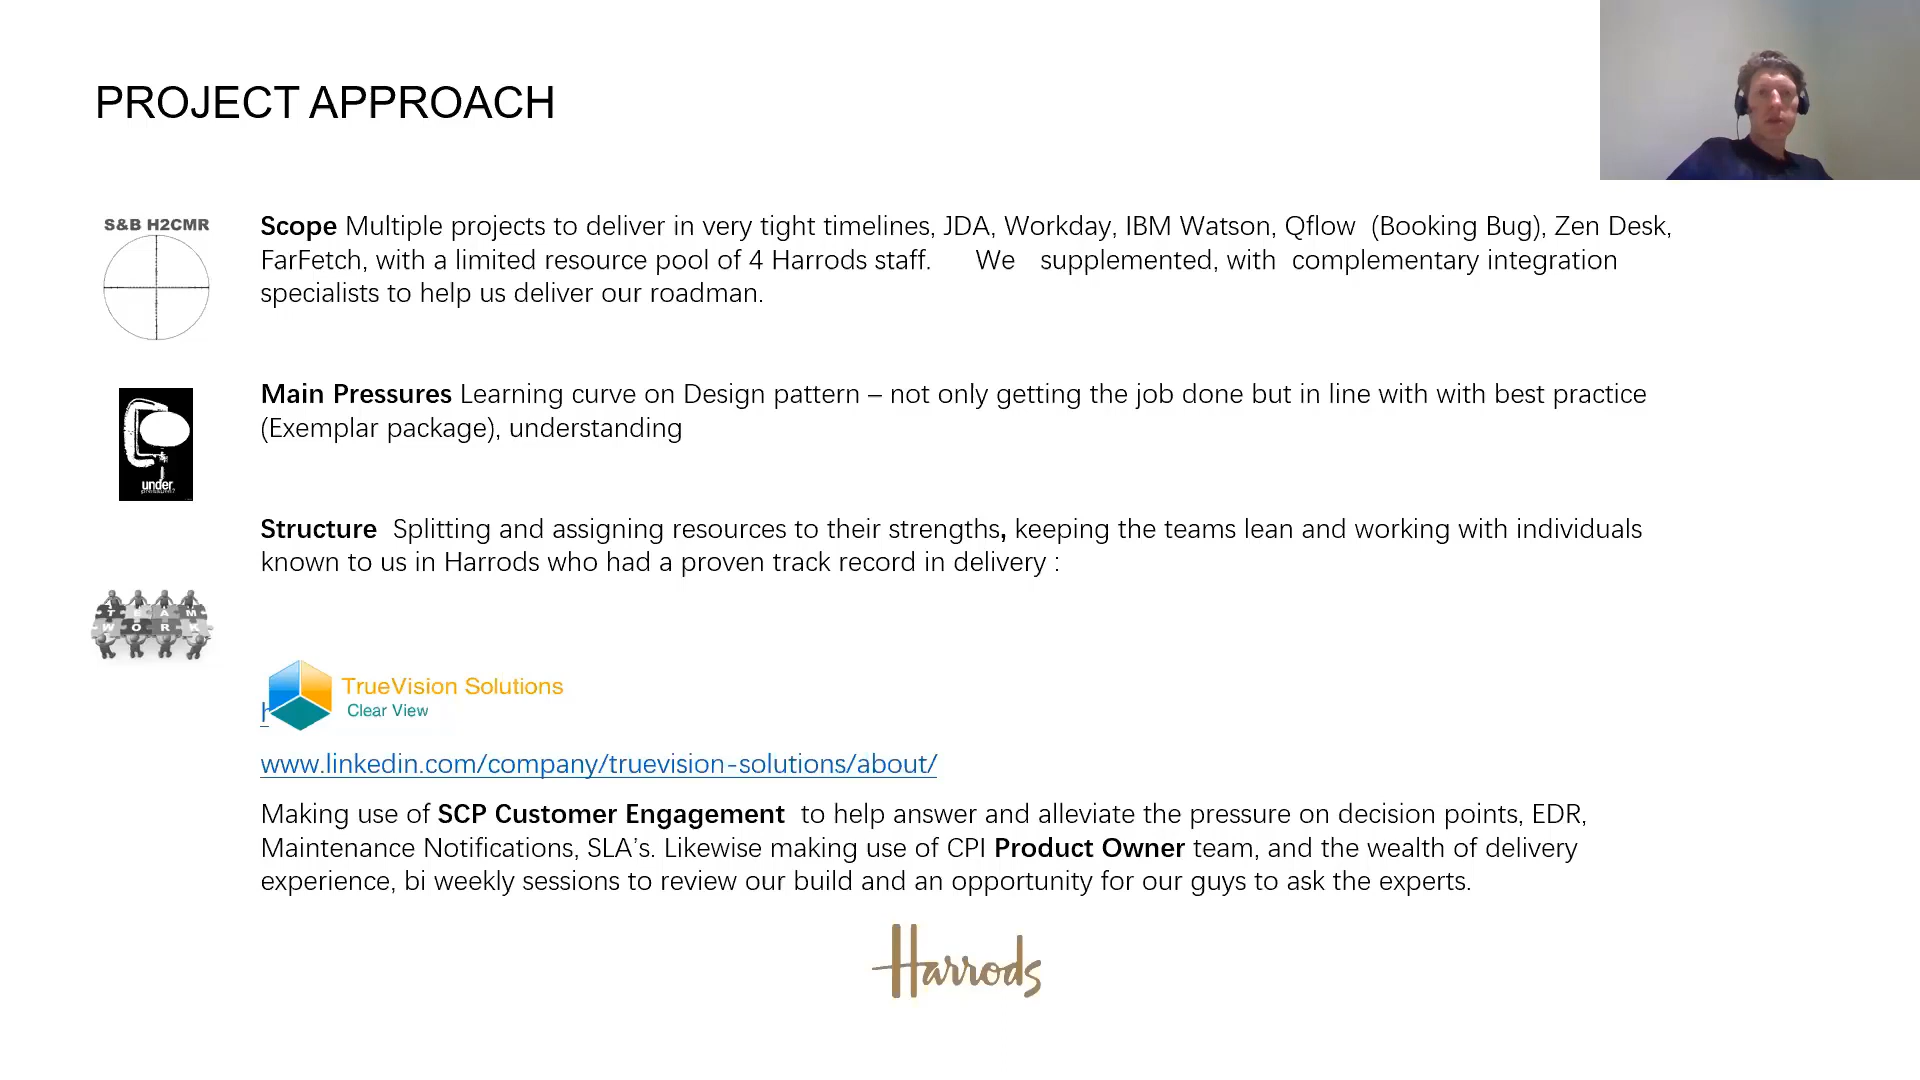 PROJECT APPROACH
S&B H2CMR
Scope Multiple projects to deliver in very tight timelines, JDA, Workday, IBM Watson, Qflow (Booking Bug), Zen Desk,
FarFetch, with a limited resource pool of 4 Harrods staff. We supplemented, with complementary integration
specialists to help us deliver our roadman.
Main Pressures Learning curve on Design pattern – not only getting the job done but in line with with best practice
(Exemplar package), understanding
under
pressure?
Structure Splitting and assigning resources to their strengths, keeping the teams lean and working with individuals
known to us in Harrods who had a proven track record in delivery :
TEAM
WORK
TrueVision Solutions
Clear View
h
www.linkedin.com/company/truevision-solutions/about/
Making use of SCP Customer Engagement to help answer and alleviate the pressure on decision points, EDR,
Maintenance Notifications, SLA’s. Likewise making use of CPI Product Owner team, and the wealth of delivery
experience, bi weekly sessions to review our build and an opportunity for our guys to ask the experts.
Harrods